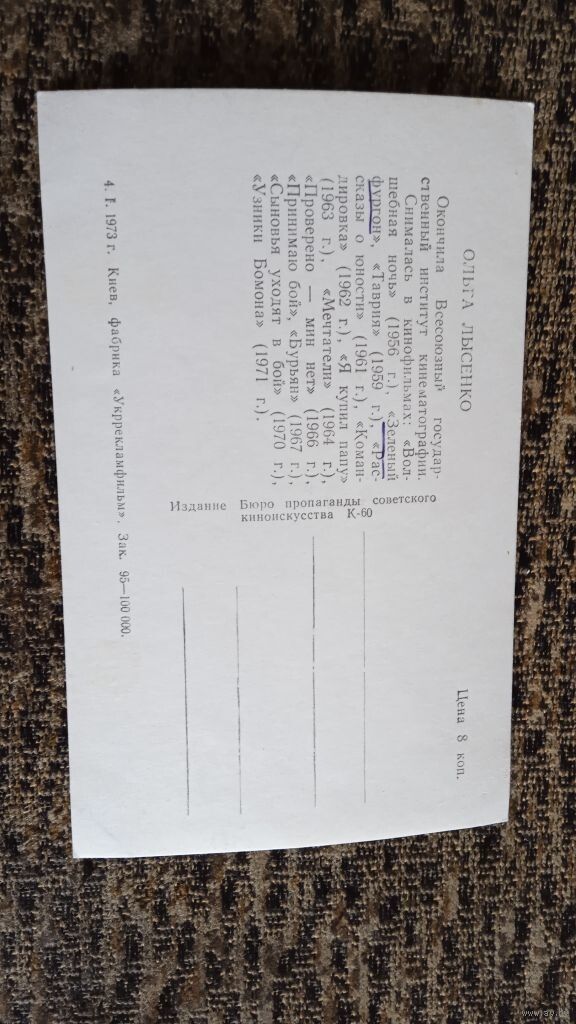 ОЛЬГА ЛЫСЕНКО
Окончила Всесоюзный государ-
ственный институт кинематографии.
Снималась в кинофильмах: «Вол-
шебная ночь» (1956 г.), «Зеленый
фургон», «Таврия» (1959 г.), «Рас-
сказы о юности» (1961 г.), «Коман-
дировка» (1962 г.), «Я купил папу»
(1963 г.), «Мечтатели» (1964 г.),
«Проверено — мин нет» (1966 г.),
«Принимаю бой», «Бурьян» (1967 г.),
«Сыновья уходят в бой» (1970 г.),
«Узники Бомона» (1971 г.).
4. I. 1973 г. Киев, фабрика «Укррекламфильм». Зак. 95—100 000.
Издание Бюро пропаганды советского
киноискусства К-60
Цена 8 коп.